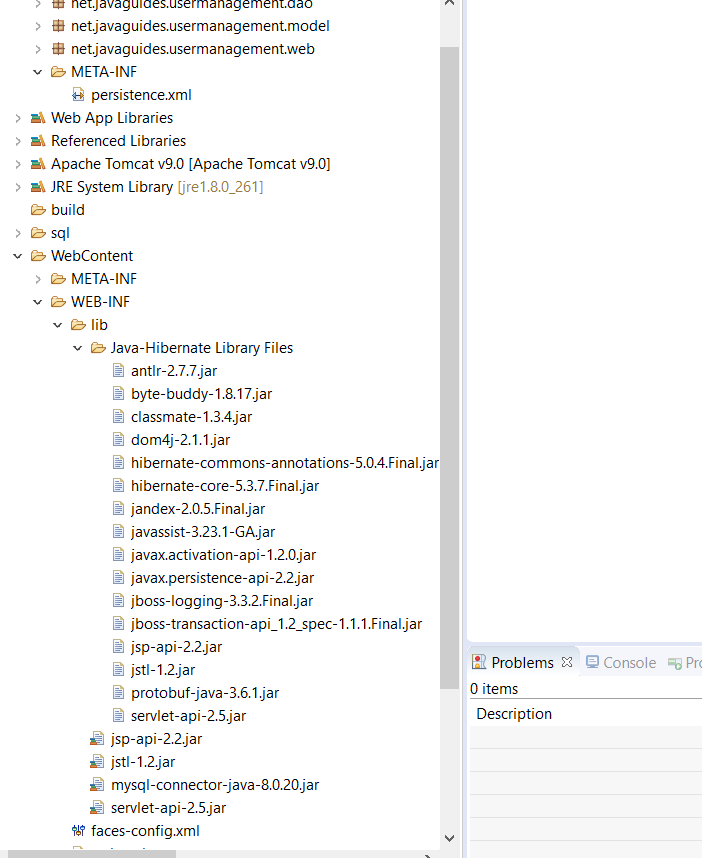 net.javaguides.usermanagement.dao
net.javaguides.usermanagement.model
net.javaguides.usermanagement.web
META-INF
persistence.xml
Web App Libraries
Referenced Libraries
Apache Tomcat v9.0 [Apache Tomcat v9.0]
JRE System Library [jre1.8.0_261]
build
sql
WebContent
META-INF
WEB-INF
lib
Java-Hibernate Library Files
antlr-2.7.7.jar
byte-buddy-1.8.17.jar
classmate-1.3.4.jar
dom4j-2.1.1.jar
hibernate-commons-annotations-5.0.4.Final.jar
hibernate-core-5.3.7.Final.jar
jandex-2.0.5.Final.jar
javassist-3.23.1-GA.jar
javax.activation-api-1.2.0.jar
javax.persistence-api-2.2.jar
jboss-logging-3.3.2.Final.jar
jboss-transaction-api_1.2_spec-1.1.1.Final.jar
jsp-api-2.2.jar
jstl-1.2.jar
protobuf-java-3.6.1.jar
servlet-api-2.5.jar
jsp-api-2.2.jar
jstl-1.2.jar
mysql-connector-java-8.0.20.jar
servlet-api-2.5.jar
faces-config.xml
Problems Console Pr
0 items
Description